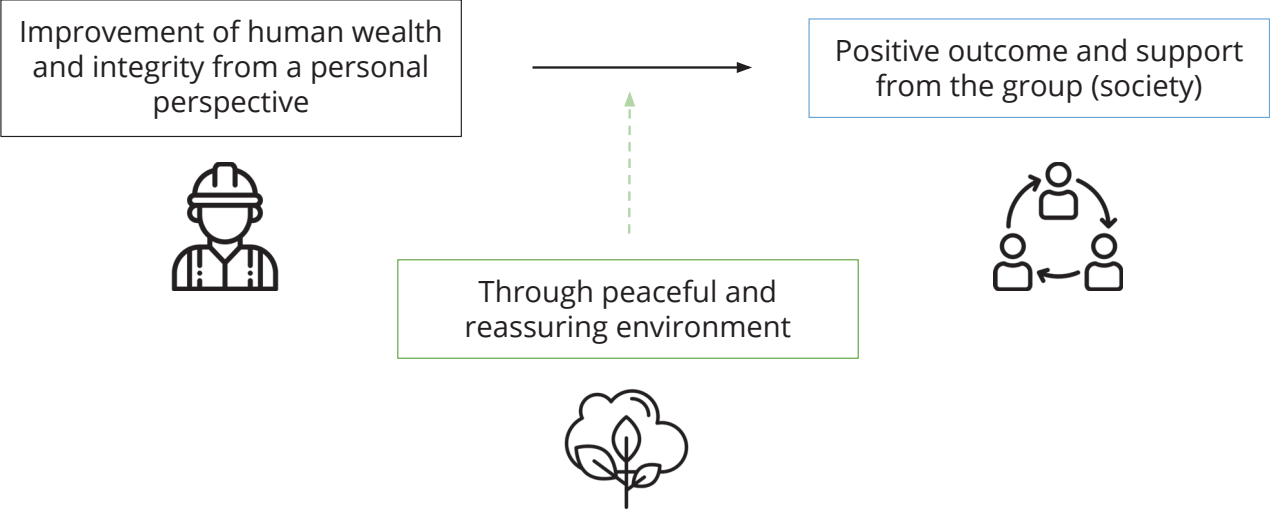 Improvement of human wealth
and integrity from a personal
perspective
Positive outcome and support
from the group (society)
Through peaceful and
reassuring environment